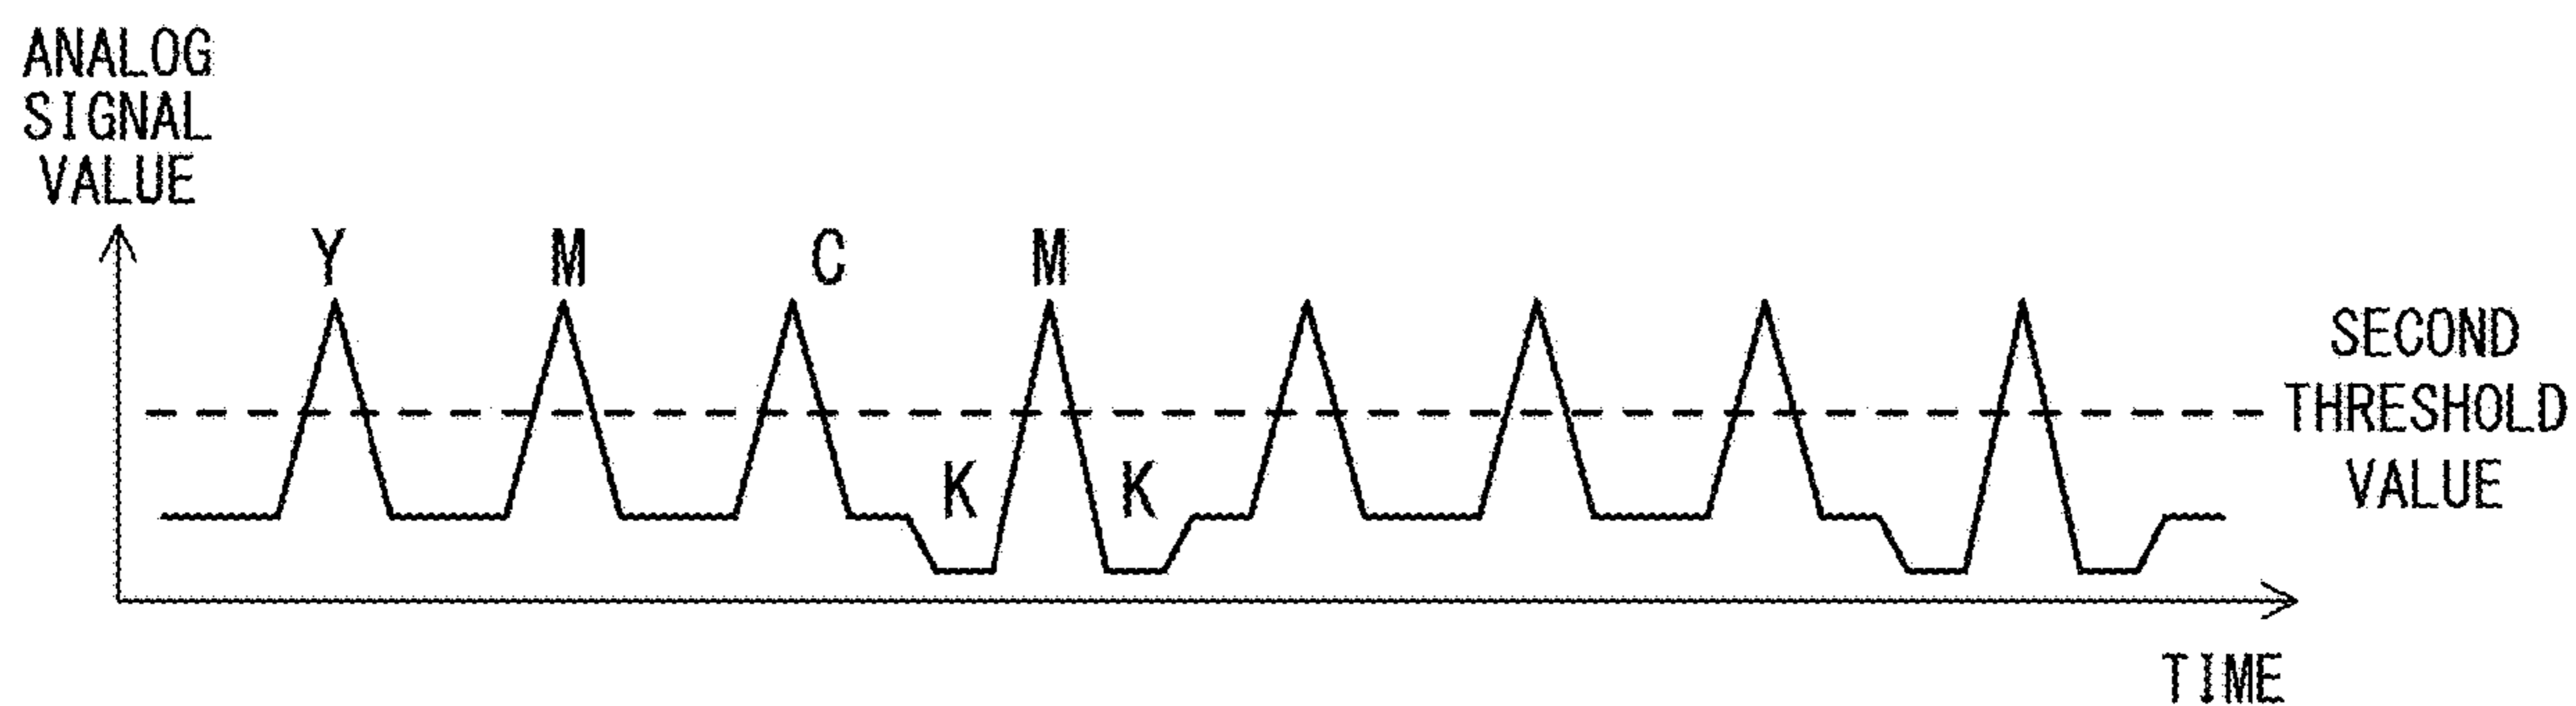 ANALOG
SIGNAL
VALUE
Y M C M
SECOND
THRESHOLD
VALUE
K K
TIME